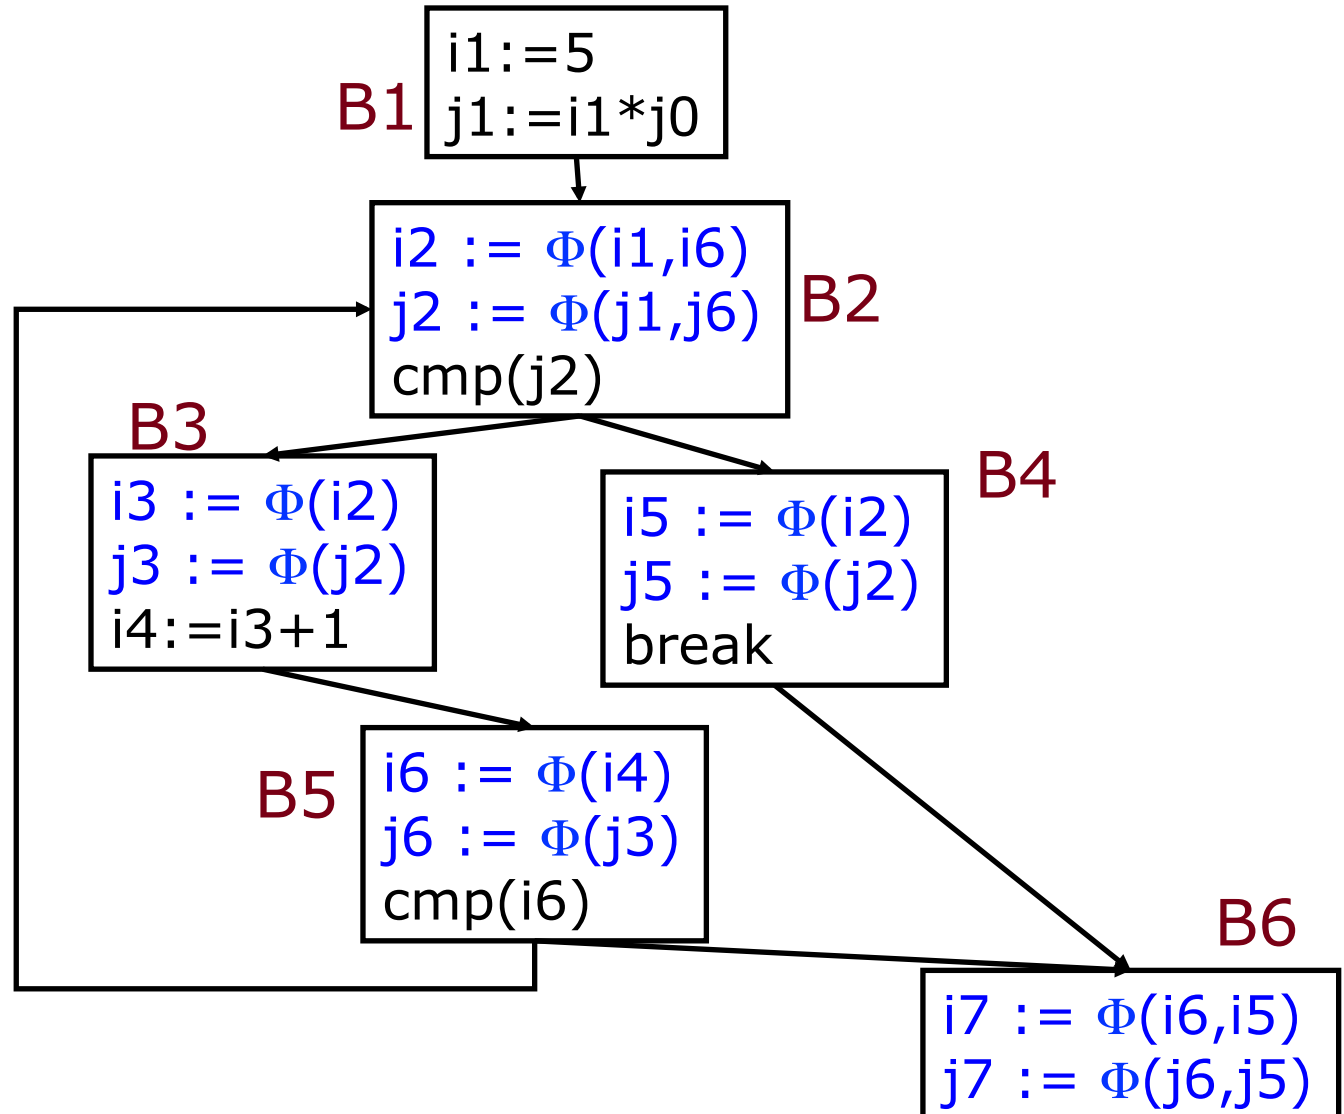 B1
i1:=5
j1:=i1*j0
B2
i2 := Φ(i1,i6)
j2 := Φ(j1,j6)
cmp(j2)
B3
i3 := Φ(i2)
j3 := Φ(j2)
i4:=i3+1
B4
i5 := Φ(i2)
j5 := Φ(j2)
break
B5
i6 := Φ(i4)
j6 := Φ(j3)
cmp(i6)
B6
i7 := Φ(i6,i5)
j7 := Φ(j6,j5)